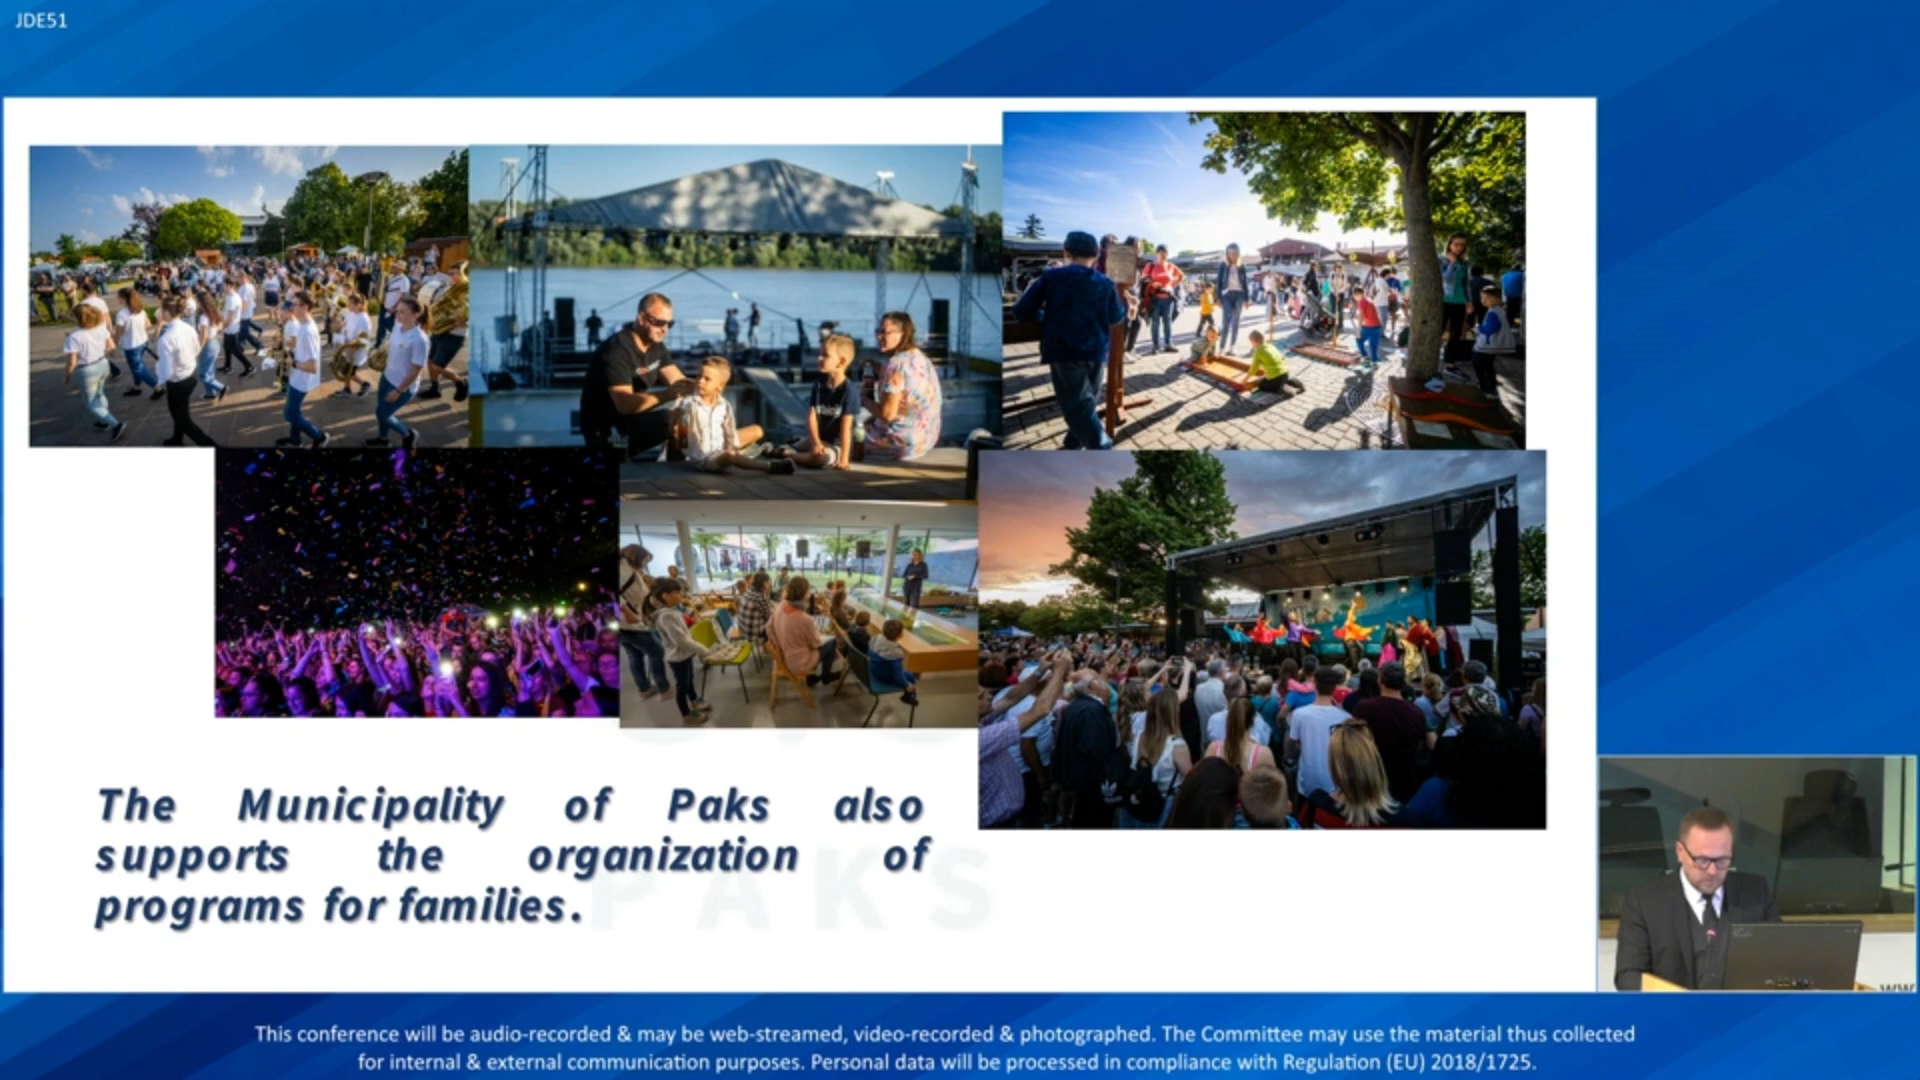 JDE51
The Municipality of Paks also
supports the organization of
programs for families.
PAKS
This conference will be audio-recorded & may be web-streamed, video-recorded & photographed. The Committee may use the material thus collected
for internal & external communication purposes. Personal data will be processed in compliance with Regulation (EU) 2018/1725.